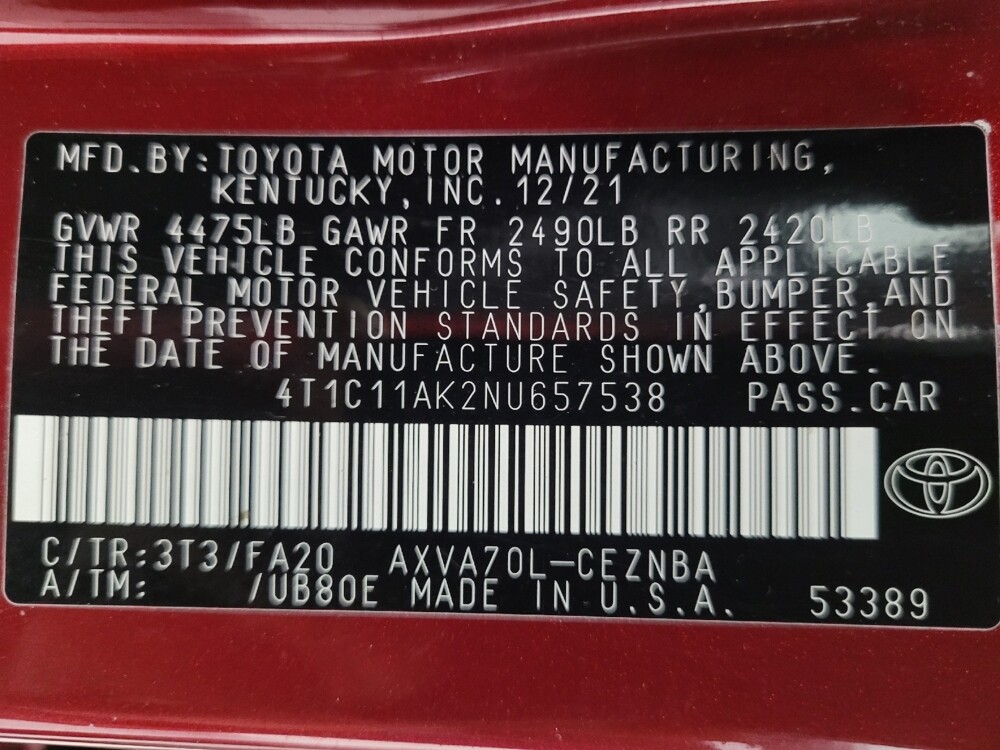 MFD.BY:TOYOTA MOTOR MANUFACTURING,
KENTUCKY,INC. 12/21
GVWR 4475LB GAWR FR 2490LB RR 2420LB
THIS VEHICLE CONFORMS TO ALL APPLICABLE
FEDERAL MOTOR VEHICLE SAFETY,BUMPER,AND
THEFT PREVENTION STANDARDS IN EFFECT ON
THE DATE OF MANUFACTURE SHOWN ABOVE.
4T1C11AK2NU657538 PASS.CAR
C/TR:3T3/FA20 AXVA70L-CEZNBA
A/TM: /UB80E MADE IN U.S.A. 53389